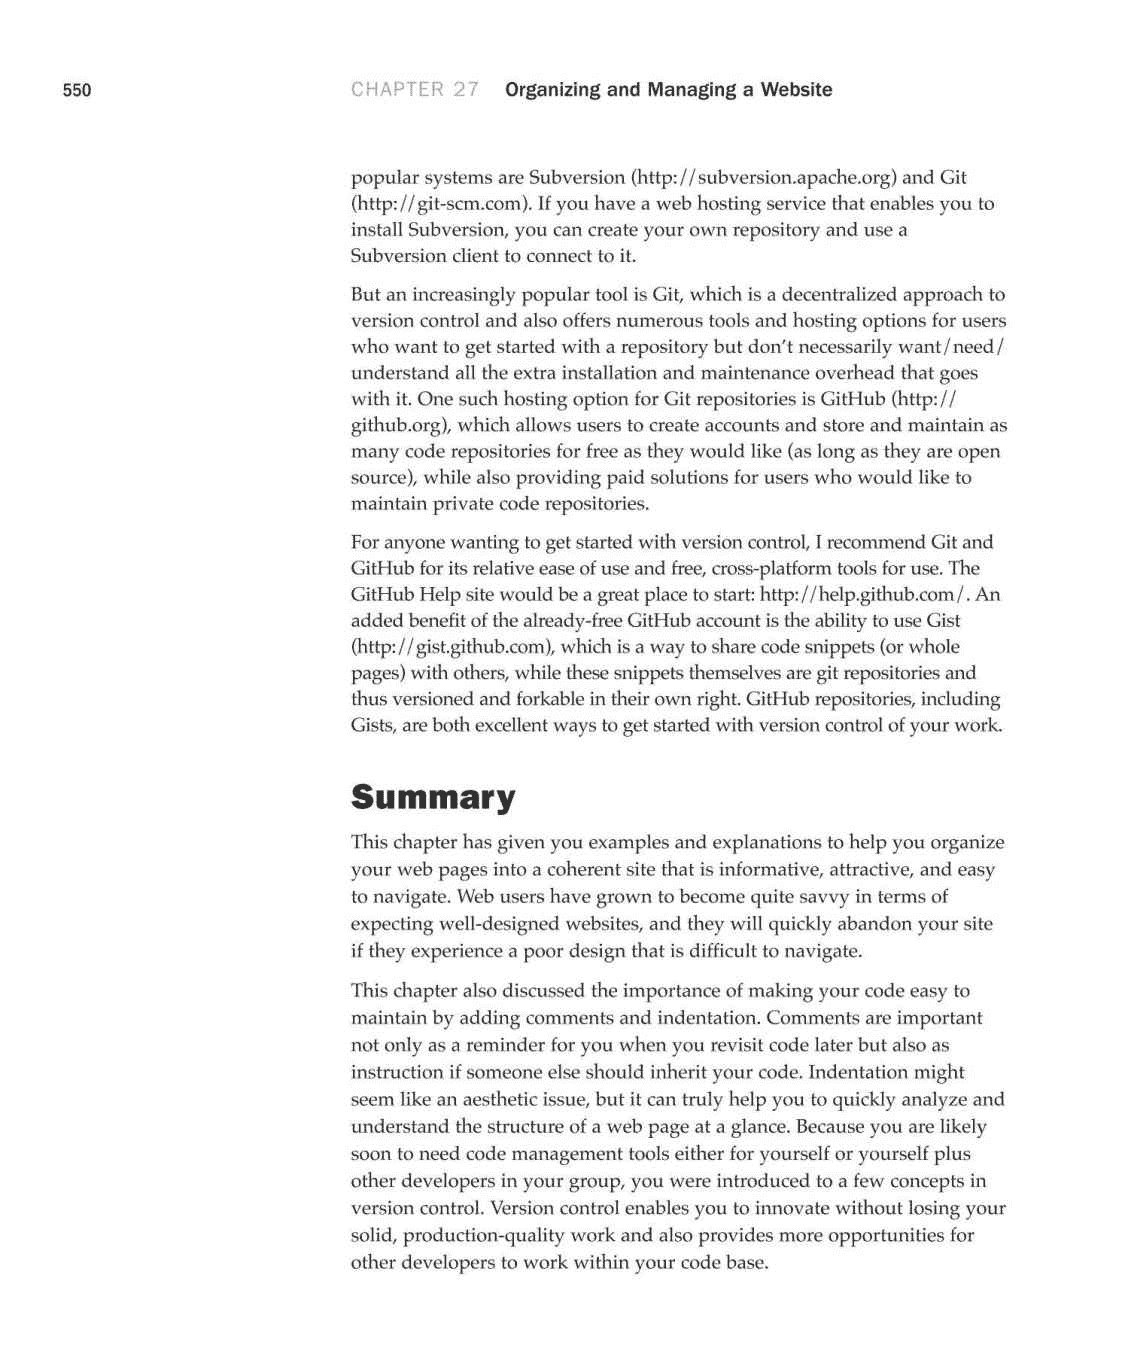 550
CHAPTER 27 Organizing and Managing a Website
popular systems are Subversion (http://subversion.apache.org) and Git
(http://git-scm.com). If you have a web hosting service that enables you to
install Subversion, you can create your own repository and use a
Subversion client to connect to it.
But an increasingly popular tool is Git, which is a decentralized approach to
version control and also offers numerous tools and hosting options for users
who want to get started with a repository but don't necessarily want/need/
understand all the extra installation and maintenance overhead that goes
with it. One such hosting option for Git repositories is GitHub (http://
github.org), which allows users to create accounts and store and maintain as
many code repositories for free as they would like (as long as they are open
source), while also providing paid solutions for users who would like to
maintain private code repositories.
For anyone wanting to get started with version control, I recommend Git and
GitHub for its relative ease of use and free, cross-platform tools for use. The
GitHub Help site would be a great place to start: http://help.github.com/. An
added benefit of the already-free GitHub account is the ability to use Gist
(http://gist.github.com), which is a way to share code snippets (or whole
pages) with others, while these snippets themselves are git repositories and
thus versioned and forkable in their own right. GitHub repositories, including
Gists, are both excellent ways to get started with version control of your work.
Summary
This chapter has given you examples and explanations to help you organize
your web pages into a coherent site that is informative, attractive, and easy
to navigate. Web users have grown to become quite savvy in terms of
expecting well-designed websites, and they will quickly abandon your site
if they experience a poor design that is difficult to navigate.
This chapter also discussed the importance of making your code easy to
maintain by adding comments and indentation. Comments are important
not only as a reminder for you when you revisit code later but also as
instruction if someone else should inherit your code. Indentation might
seem like an aesthetic issue, but it can truly help you to quickly analyze and
understand the structure of a web page at a glance. Because you are likely
soon to need code management tools either for yourself or yourself plus
other developers in your group, you were introduced to a few concepts in
version control. Version control enables you to innovate without losing your
solid, production-quality work and also provides more opportunities for
other developers to work within your code base.